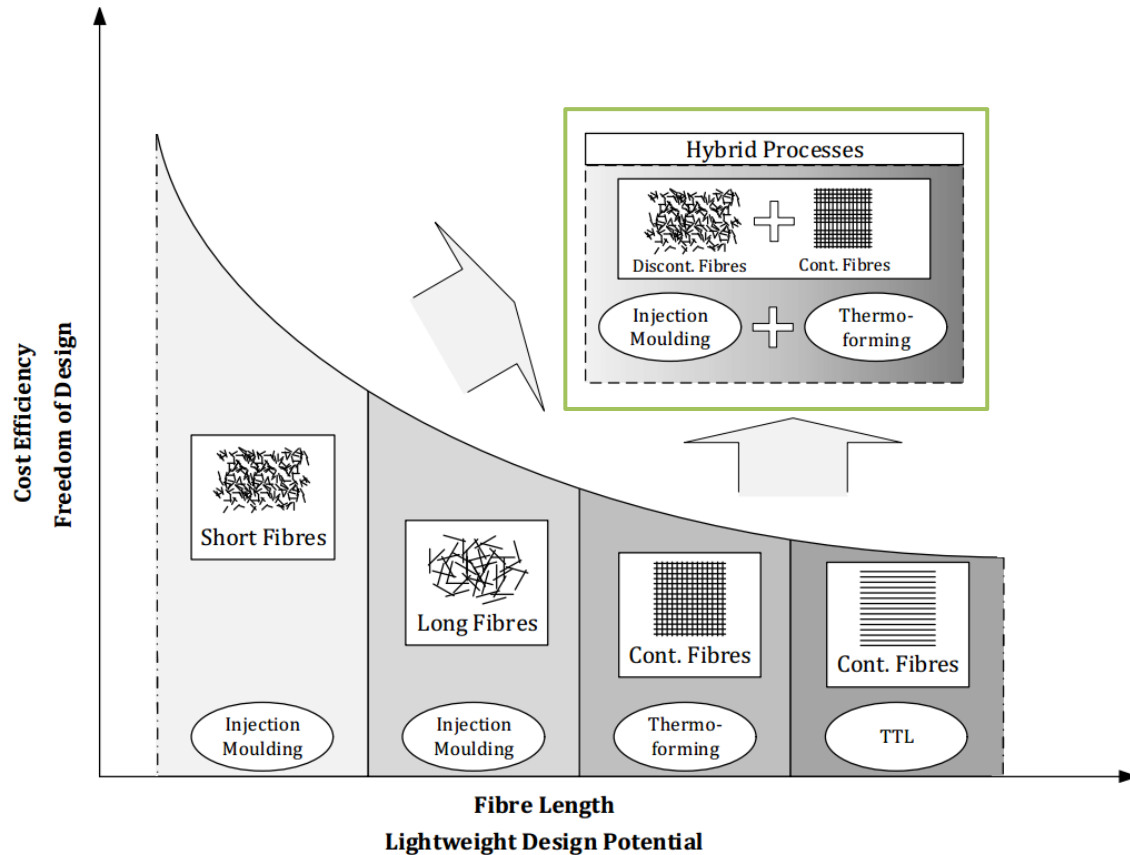 Cost Efficiency
Freedom of Design
Hybrid Processes
Discont. Fibres
Cont. Fibres
Injection
Moulding
Thermo-
forming
Short Fibres
Long Fibres
Cont. Fibres
Cont. Fibres
Injection
Moulding
Injection
Moulding
Thermo-
forming
TTL
Fibre Length
Lightweight Design Potential